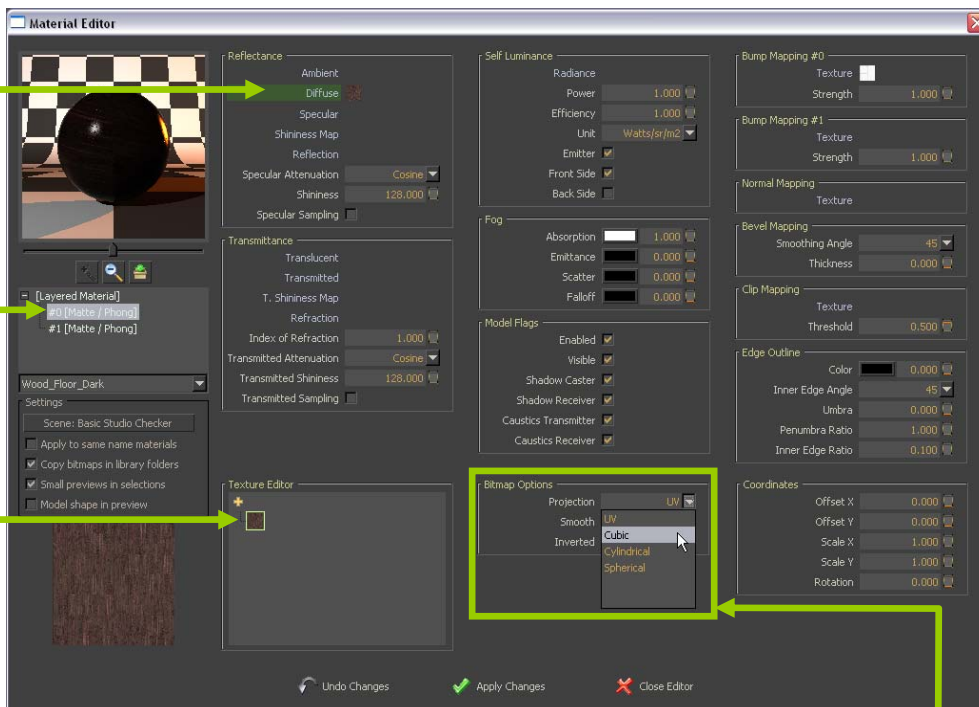 Material Editor
Reflectance
Ambient
Diffuse
Specular
Shininess Map
Reflection
Specular Attenuation Cosine
Shininess 128.000
Specular Sampling
Transmittance
Translucent
Transmitted
T. Shininess Map
Refraction
Index of Refraction 1.000
Transmitted Attenuation Cosine
Transmitted Shininess 128.000
Transmitted Sampling
[Layered Material]
#0 [Matte / Phong]
#1 [Matte / Phong]
Wood_Floor_Dark
Settings
Scene: Basic Studio Checker
Apply to same name materials
Copy bitmaps in library folders
Small previews in selections
Model shape in preview
Texture Editor
Self Luminance
Radiance
Power 1.000
Efficiency 1.000
Unit Watts/sr/m2
Emitter
Front Side
Back Side
Fog
Absorption 1.000
Emittance 0.000
Scatter 0.000
Falloff 0.000
Model Flags
Enabled
Visible
Shadow Caster
Shadow Receiver
Caustics Transmitter
Caustics Receiver
Bitmap Options
Projection UV
Smooth
Inverted
UV
Cubic
Cylindrical
Spherical
Bump Mapping #0
Texture
Strength 1.000
Bump Mapping #1
Texture
Strength 1.000
Normal Mapping
Texture
Bevel Mapping
Smoothing Angle 45
Thickness 0.000
Clip Mapping
Texture
Threshold 0.500
Edge Outline
Color 0.000
Inner Edge Angle 45
Umbra 0.000
Penumbra Ratio 1.000
Inner Edge Ratio 0.100
Coordinates
Offset X 0.000
Offset Y 0.000
Scale X 1.000
Scale Y 1.000
Rotation 0.000
Undo Changes
Apply Changes
Close Editor